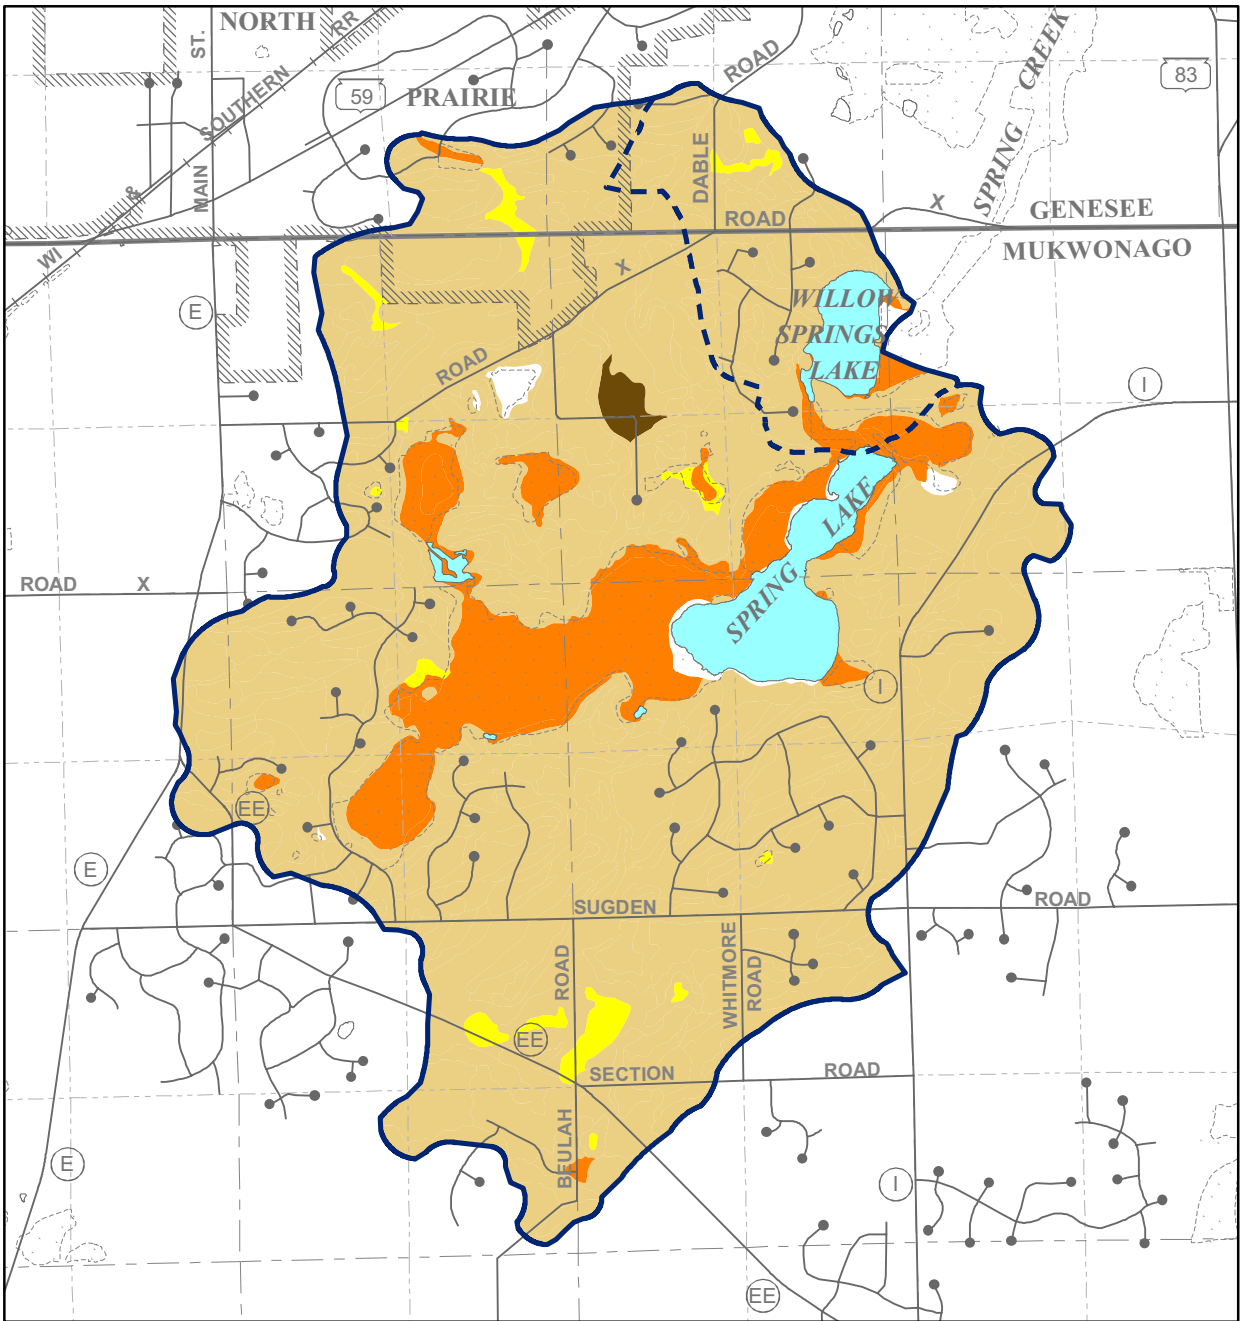 NORTH
PRAIRIE
ST.
MAIN
WI & SOUTHERN RR
59
ROAD
83
SPRING CREEK
DABLE
ROAD
X
GENESEE
MUKWONAGO
X
E
WILLOW
SPRINGS
LAKE
ROAD
I
LAKE
SPRING
ROAD X
I
EE
E
SUGDEN
ROAD
ROAD
WHITMORE
ROAD
EE
SECTION
ROAD
BEULAH
E
I
EE